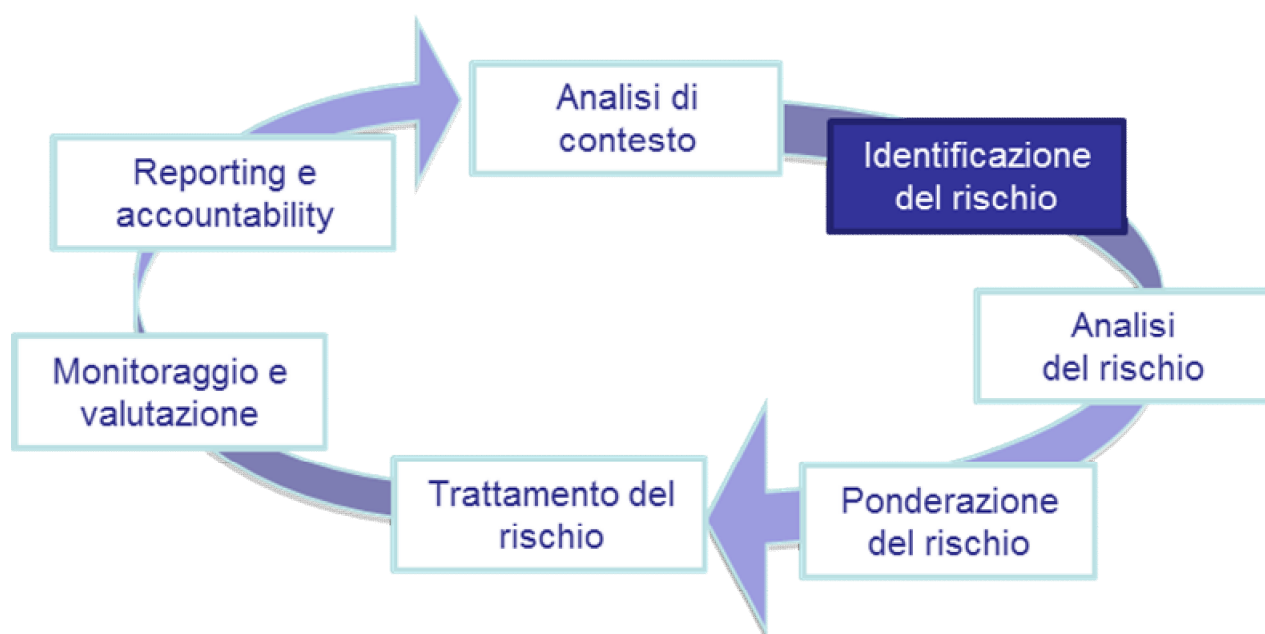 Analisi di
contesto
Identificazione
del rischio
Analisi
del rischio
Ponderazione
del rischio
Trattamento del
rischio
Monitoraggio e
valutazione
Reporting e
accountability